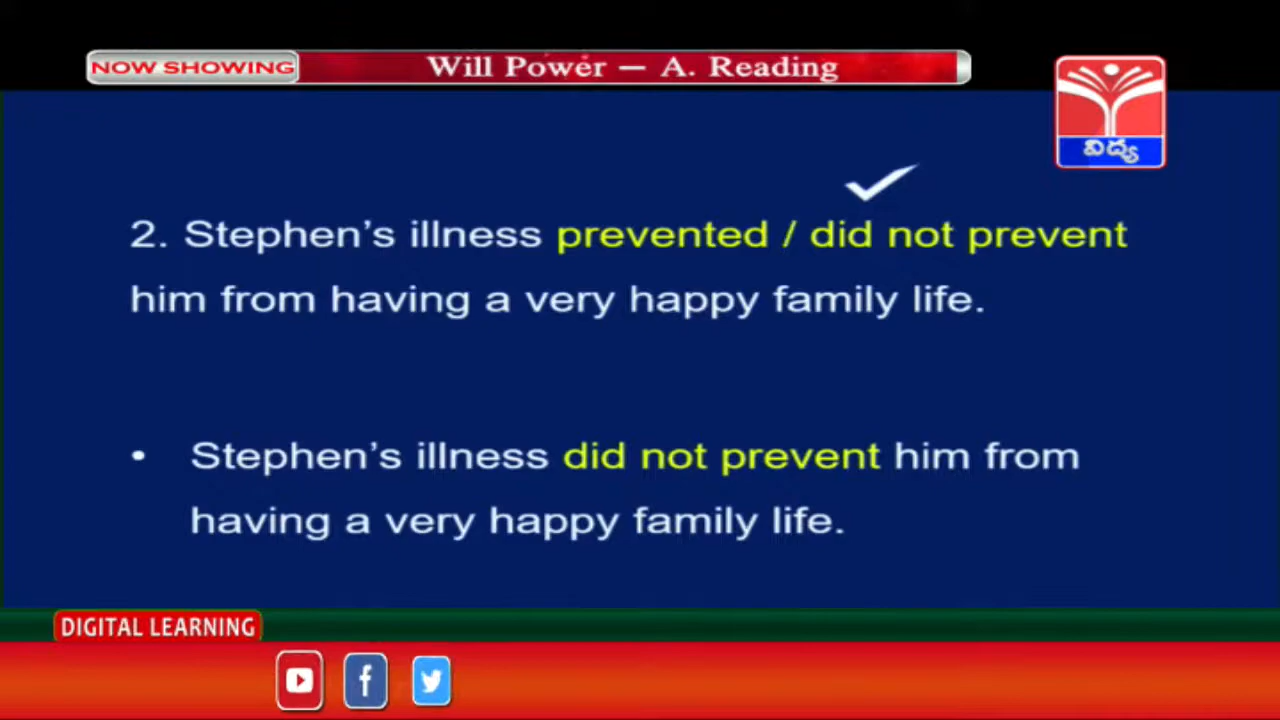 NOW SHOWING
Will Power — A. Reading
విద్య
2. Stephen's illness prevented / did not prevent
him from having a very happy family life.
• Stephen's illness did not prevent him from
having a very happy family life.
DIGITAL LEARNING